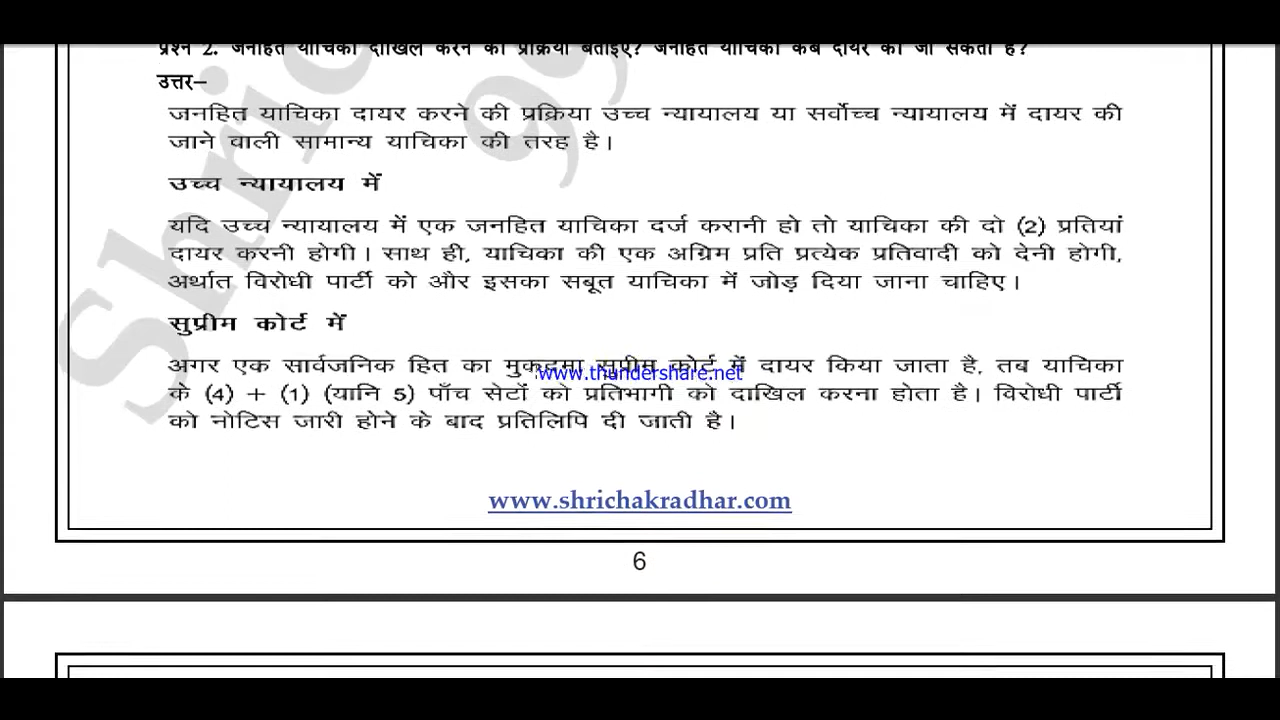 प्रश्न 2. जनहित याचिका दाखिल करने की प्रक्रिया बताइए? जनहित याचिका कब दायर की जा सकती है?
उत्तर–
जनहित याचिका दायर करने की प्रक्रिया उच्च न्यायालय या सर्वोच्च न्यायालय में दायर की
जाने वाली सामान्य याचिका की तरह है।
उच्च न्यायालय में
यदि उच्च न्यायालय में एक जनहित याचिका दर्ज करानी हो तो याचिका की दो (2) प्रतियां
दायर करनी होगी। साथ ही, याचिका की एक अग्रिम प्रति प्रत्येक प्रतिवादी को देनी होगी,
अर्थात विरोधी पार्टी को और इसका सबूत याचिका में जोड़ दिया जाना चाहिए।
सुप्रीम कोर्ट में
अगर एक सार्वजनिक हित का मुकदमा सुप्रीम कोर्ट में दायर किया जाता है, तब याचिका
www.thundershare.net
के (4) + (1) (यानि 5) पाँच सेटों को प्रतिभागी को दाखिल करना होता है। विरोधी पार्टी
को नोटिस जारी होने के बाद प्रतिलिपि दी जाती है।
www.shrichakradhar.com
6
Shric
99